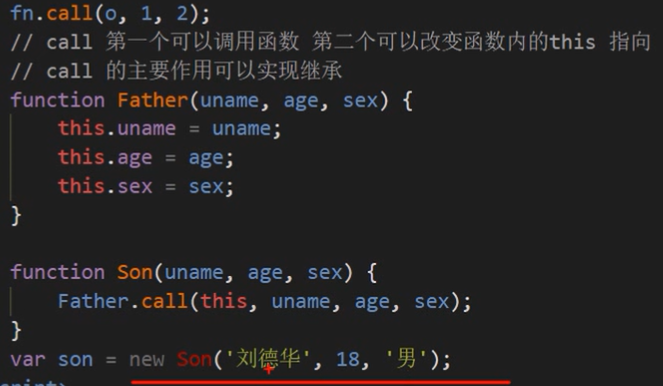 fn.call(o, 1, 2);
// call 第一个可以调用函数 第二个可以改变函数内的this 指向
// call 的主要作用可以实现继承
function Father(uname, age, sex) {
this.uname = uname;
this.age = age;
this.sex = sex;
}
function Son(uname, age, sex) {
Father.call(this, uname, age, sex);
}
var son = new Son('刘德华', 18, '男');